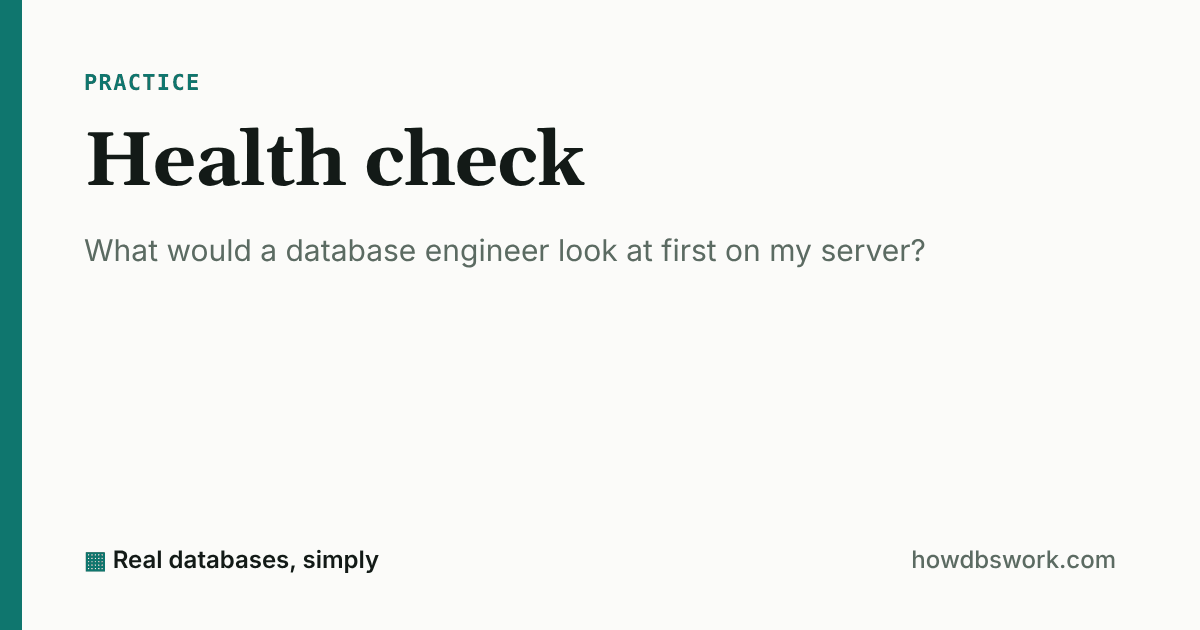 PRACTICE
Health check
What would a database engineer look at first on my server?
Real databases, simply
howdbswork.com